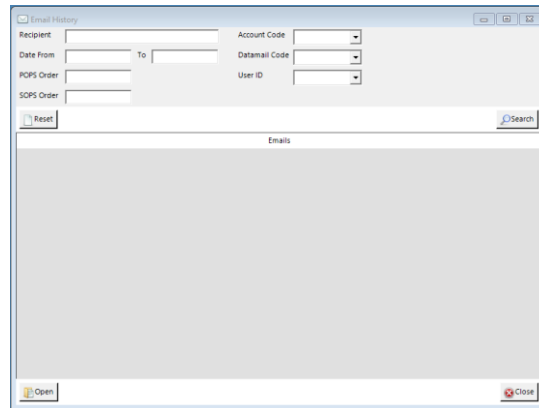 Email History
Recipient Account Code
Date From To Datamail Code
POPS Order User ID
SOPS Order
Reset Search
Emails
Open Close